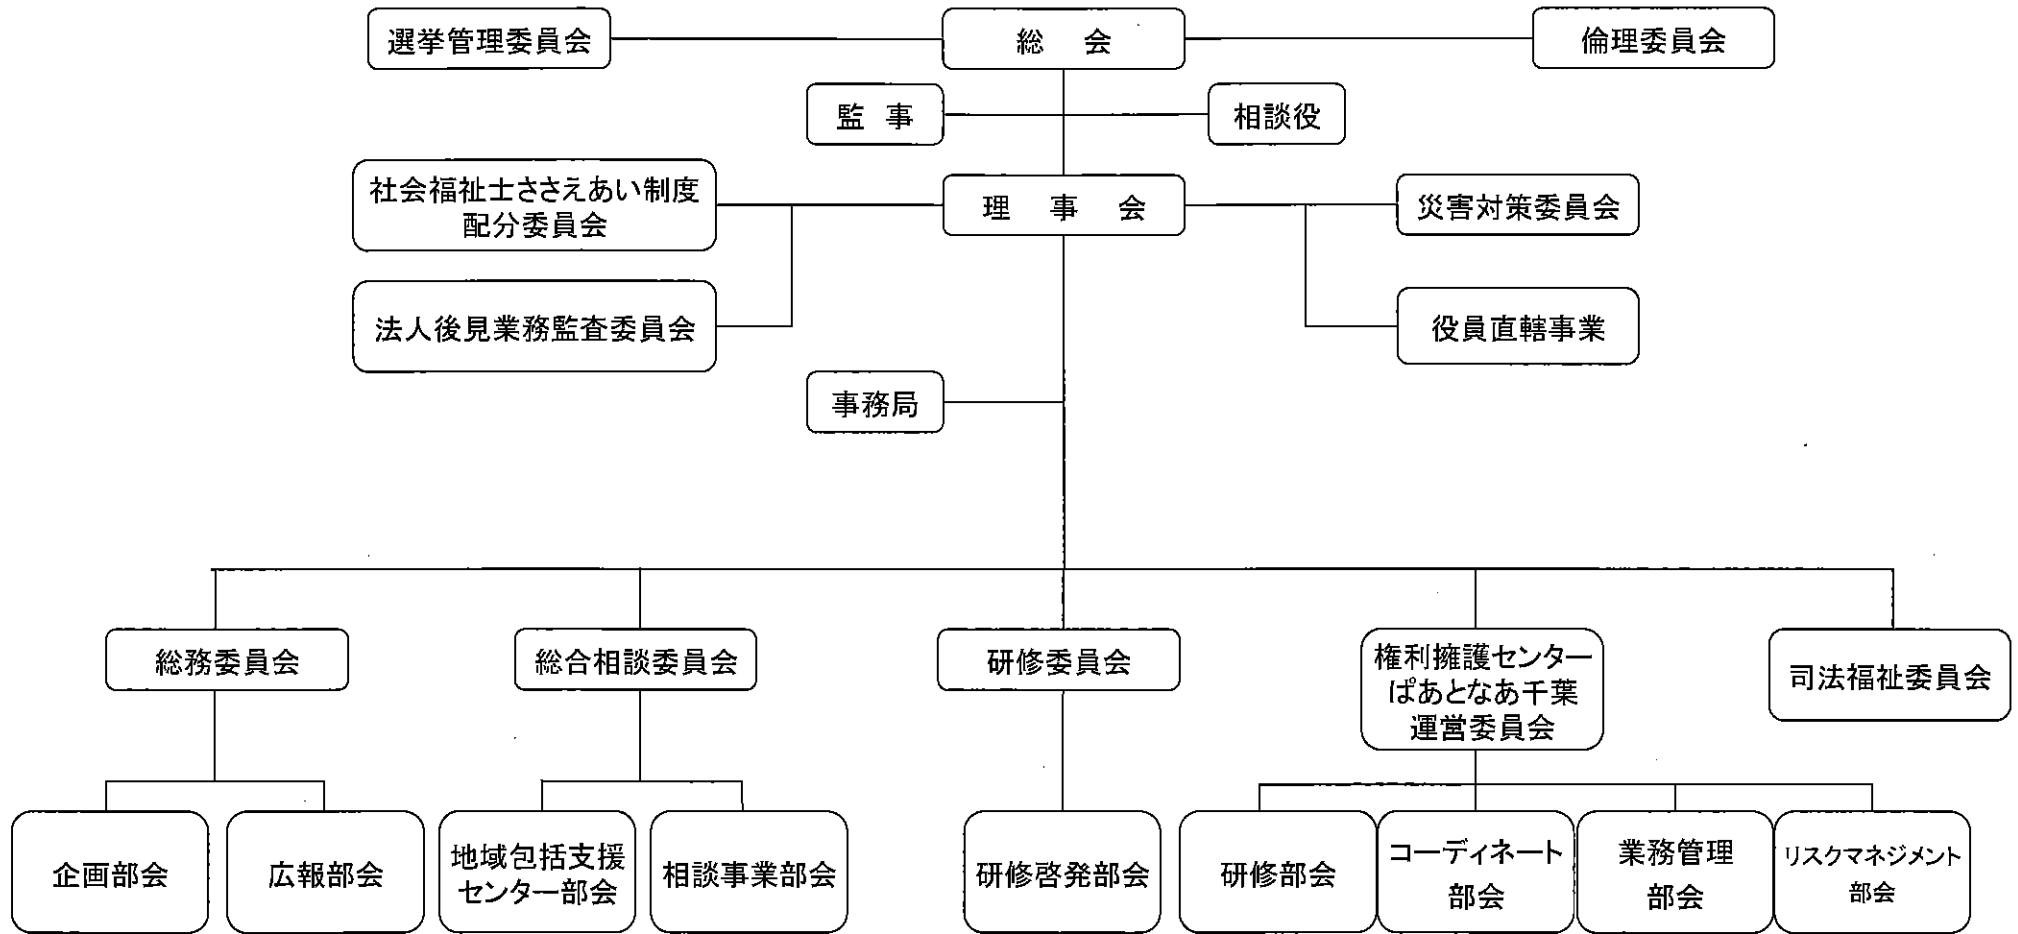 選挙管理委員会
総 会
倫理委員会
監 事
相談役
社会福祉士ささえあい制度
配分委員会
理 事 会
災害対策委員会
法人後見業務監査委員会
役員直轄事業
事務局
総務委員会
総合相談委員会
研修委員会
権利擁護センター
ぱあとなあ千葉
運営委員会
司法福祉委員会
企画部会
広報部会
地域包括支援
センター部会
相談事業部会
研修啓発部会
研修部会
コーディネート
部会
業務管理
部会
リスクマネジメント
部会